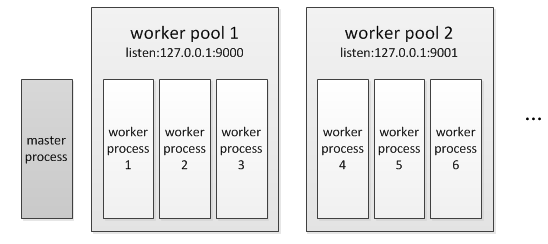 worker pool 1
listen:127.0.0.1:9000
worker pool 2
listen:127.0.0.1:9001
master
process
worker
process
1
worker
process
2
worker
process
3
worker
process
4
worker
process
5
worker
process
6
...